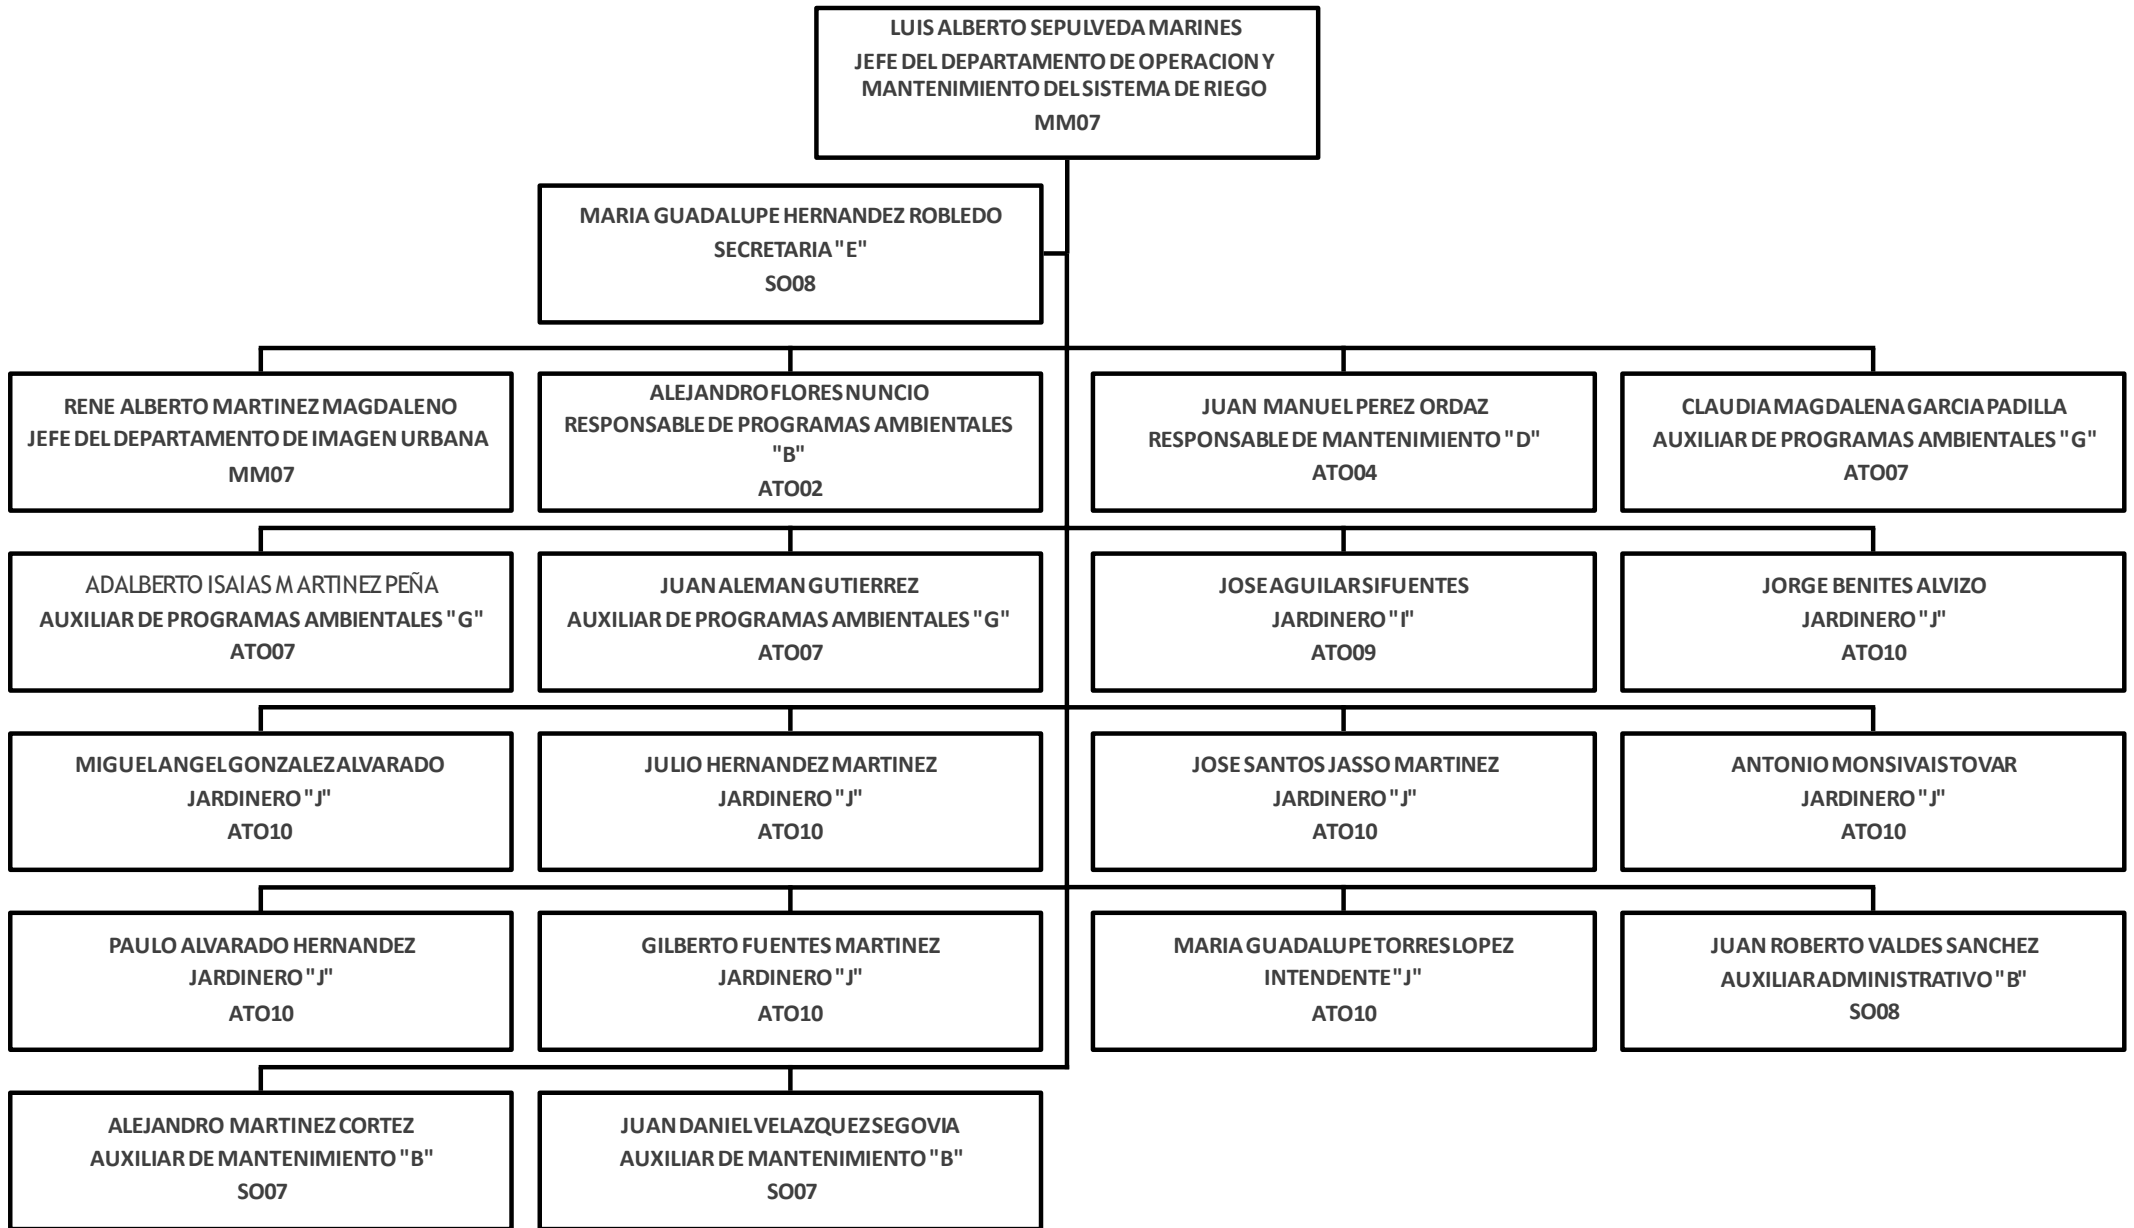 LUIS ALBERTO SEPULVEDA MARINES
JEFE DEL DEPARTAMENTO DE OPERACION Y
MANTENIMIENTO DEL SISTEMA DE RIEGO
MM07
MARIA GUADALUPE HERNANDEZ ROBLEDO
SECRETARIA "E"
SO08
RENE ALBERTO MARTINEZ MAGDALENO
JEFE DEL DEPARTAMENTO DE IMAGEN URBANA
MM07
ALEJANDRO FLORES NUNCIO
RESPONSABLE DE PROGRAMAS AMBIENTALES
"B"
ATO02
JUAN MANUEL PEREZ ORDAZ
RESPONSABLE DE MANTENIMIENTO "D"
ATO04
CLAUDIA MAGDALENA GARCIA PADILLA
AUXILIAR DE PROGRAMAS AMBIENTALES "G"
ATO07
ADALBERTO ISAIAS MARTINEZ PEÑA
AUXILIAR DE PROGRAMAS AMBIENTALES "G"
ATO07
JUAN ALEMAN GUTIERREZ
AUXILIAR DE PROGRAMAS AMBIENTALES "G"
ATO07
JOSE AGUILAR SIFUENTES
JARDINERO "I"
ATO09
JORGE BENITES ALVIZO
JARDINERO "J"
ATO10
MIGUEL ANGEL GONZALEZ ALVARADO
JARDINERO "J"
ATO10
JULIO HERNANDEZ MARTINEZ
JARDINERO "J"
ATO10
JOSE SANTOS JASSO MARTINEZ
JARDINERO "J"
ATO10
ANTONIO MONSIVAIS TOVAR
JARDINERO "J"
ATO10
PAULO ALVARADO HERNANDEZ
JARDINERO "J"
ATO10
GILBERTO FUENTES MARTINEZ
JARDINERO "J"
ATO10
MARIA GUADALUPE TORRES LOPEZ
INTENDENTE "J"
ATO10
JUAN ROBERTO VALDES SANCHEZ
AUXILIAR ADMINISTRATIVO "B"
SO08
ALEJANDRO MARTINEZ CORTEZ
AUXILIAR DE MANTENIMIENTO "B"
SO07
JUAN DANIEL VELAZQUEZ SEGOVIA
AUXILIAR DE MANTENIMIENTO "B"
SO07